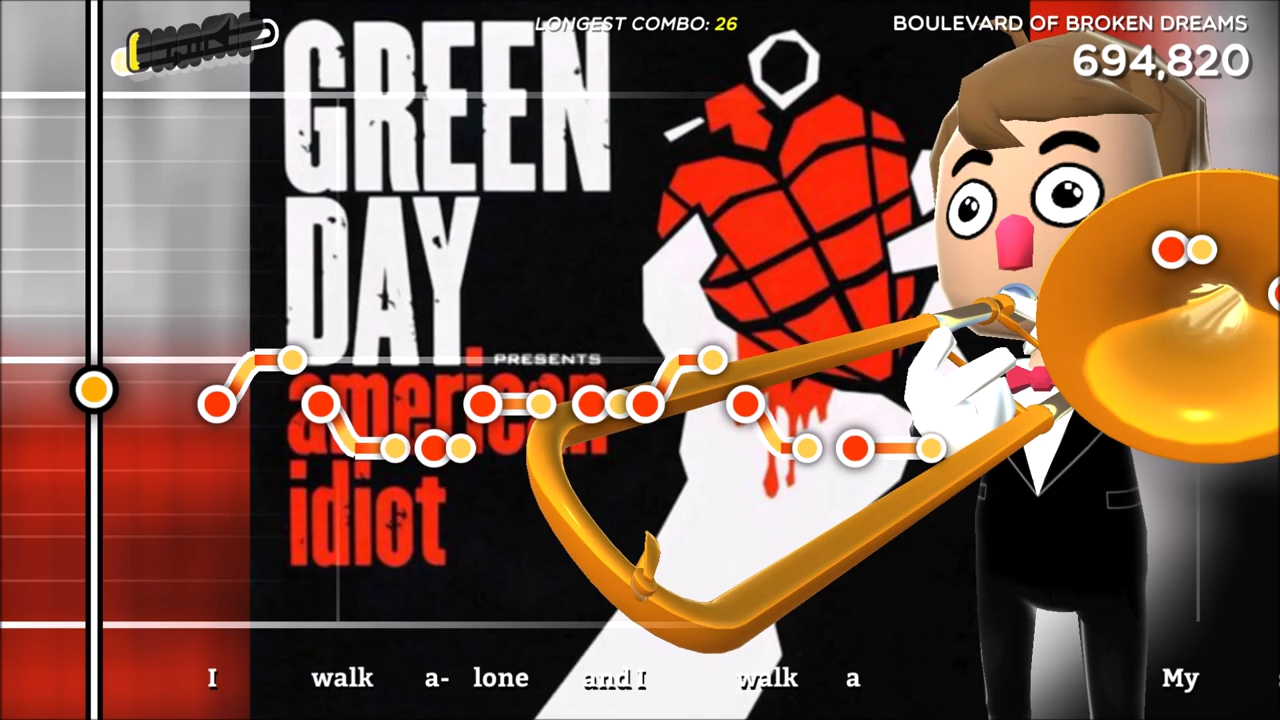 LONGEST COMBO: 26
BOULEVARD OF BROKEN DREAMS
694,820
GREEN
DAY
PRESENTS
american
idiot
I walk a- lone and I walk a My